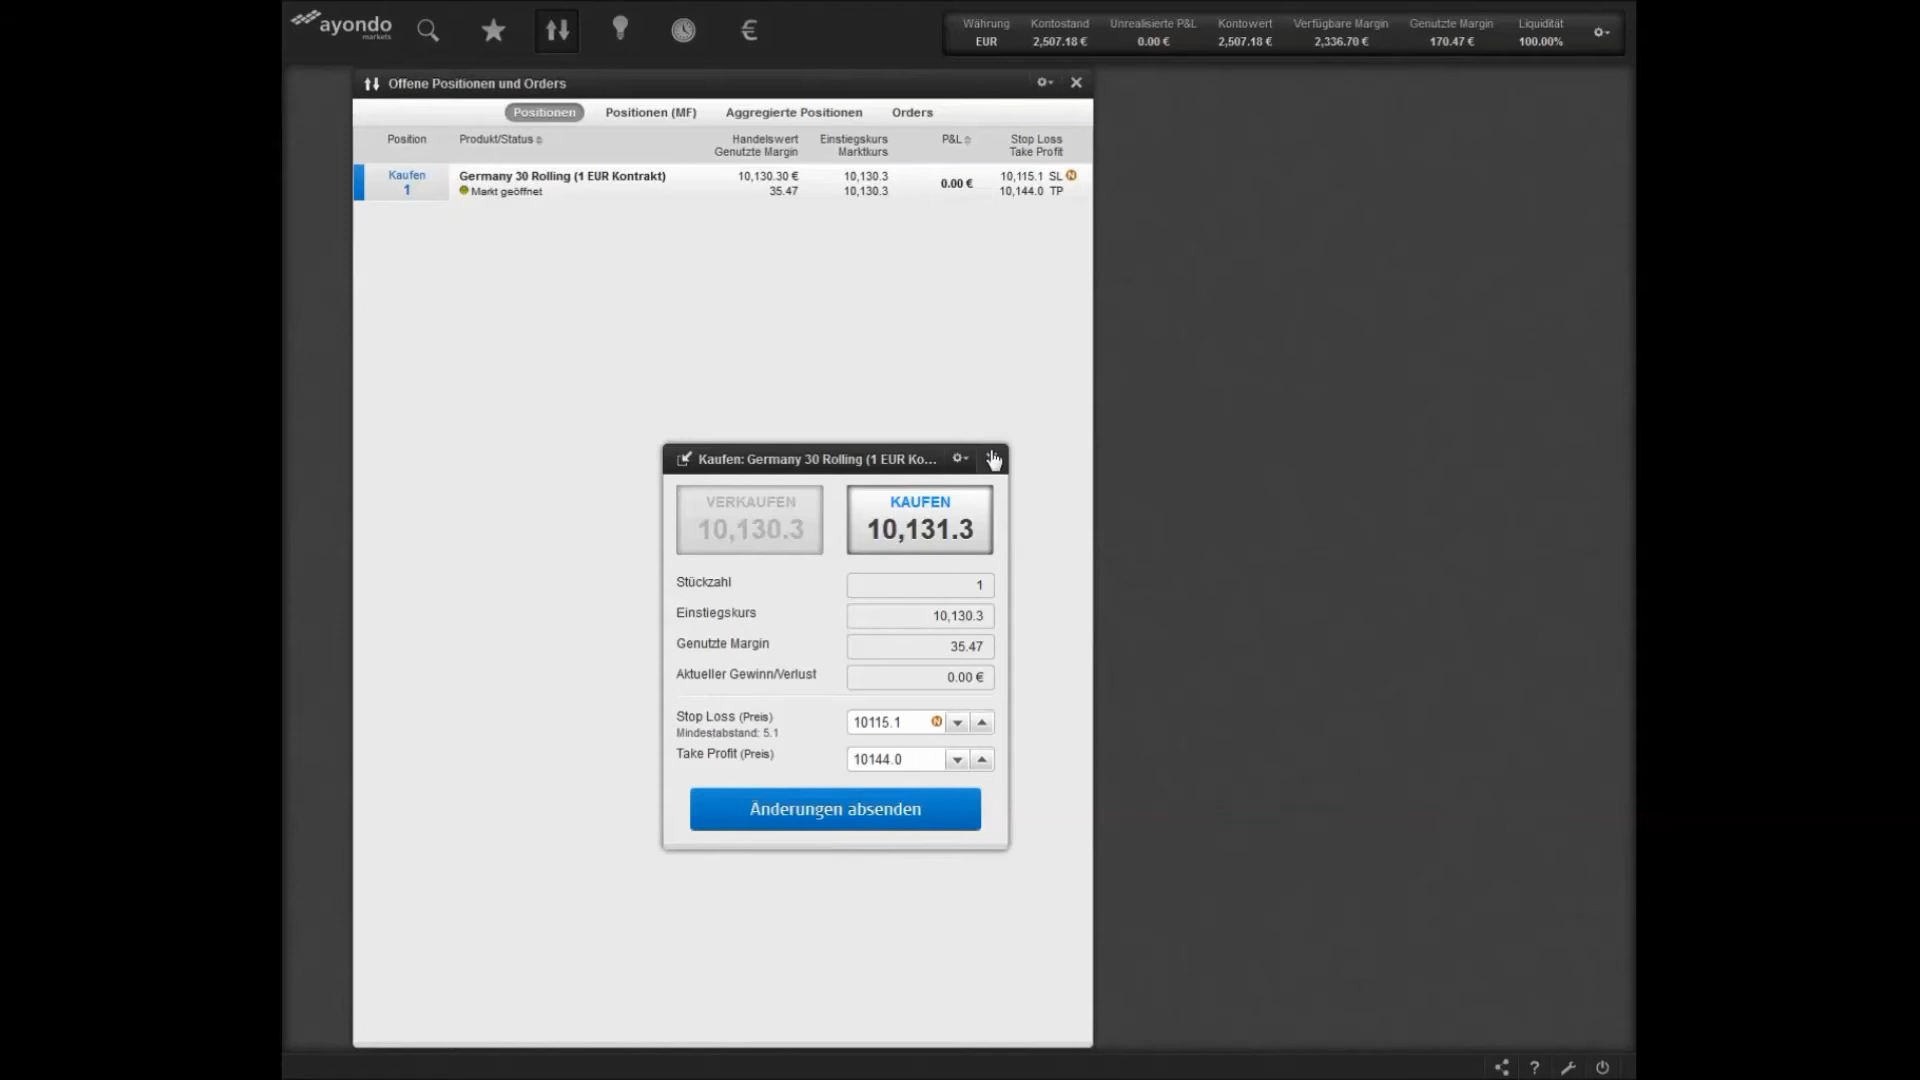 ayondo
markets
€
Währung Kontostand Unrealisierte P&L Kontowert Verfügbare Margin Genutzte Margin Liquidität
EUR 2,507.18 € 0.00 € 2,507.18 € 2,336.70 € 170.47 € 100.00%
Offene Positionen und Orders
Positionen Positionen (MF) Aggregierte Positionen Orders
Position Produkt/Status Handelswert Einstiegskurs P&L Stop Loss
Genutzte Margin Marktkurs Take Profit
Kaufen Germany 30 Rolling (1 EUR Kontrakt) 10,130.30 € 10,130.3 0.00 € 10,115.1 SL N
1 Markt geöffnet 35.47 10,130.3 10,144.0 TP
Kaufen: Germany 30 Rolling (1 EUR Ko...
VERKAUFEN KAUFEN
10,130.3 10,131.3
Stückzahl 1
Einstiegskurs 10,130.3
Genutzte Margin 35.47
Aktueller Gewinn/Verlust 0.00 €
Stop Loss (Preis) 10115.1 N
Mindestabstand: 5.1
Take Profit (Preis) 10144.0
Änderungen absenden
?